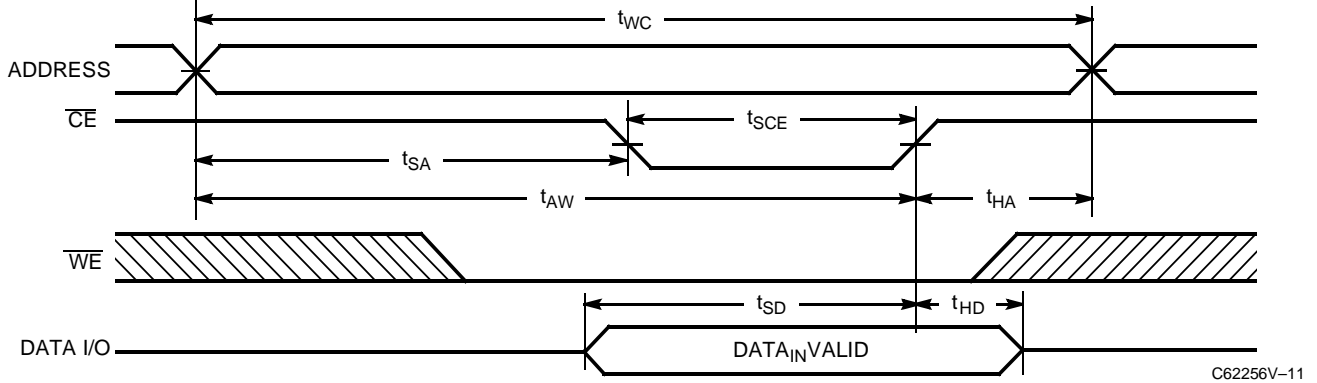 tWC
ADDRESS
CE
tSCE
tSA
tAW
tHA
WE
tSD
tHD
DATA I/O
DATAINVALID
C62256V–11